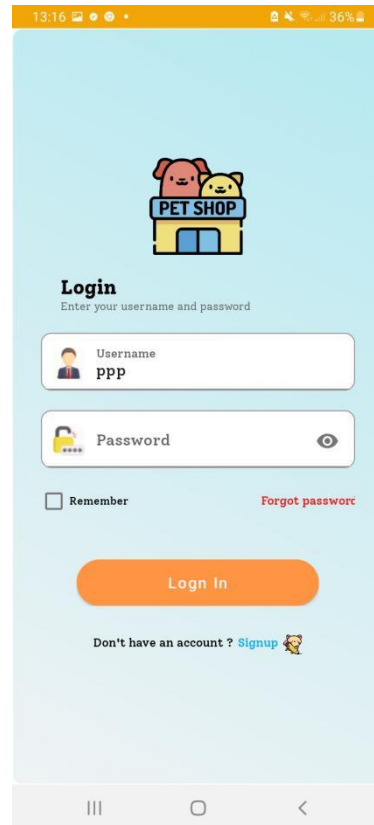 13:16 36%
PET SHOP
Login
Enter your username and password
Username
ppp
Password
Remember Forgot password
Logn In
Don't have an account ? Signup